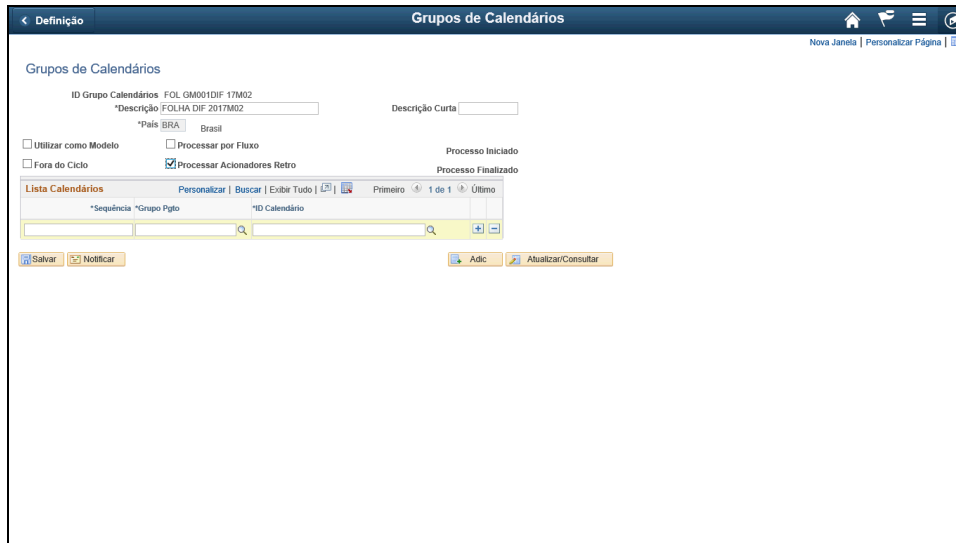 Definição
Grupos de Calendários
Nova Janela | Personalizar Página |
Grupos de Calendários
ID Grupo Calendários FOL GM001DIF 17M02
*Descrição FOLHA DIF 2017M02 Descrição Curta
*País BRA Brasil
Utilizar como Modelo Processar por Fluxo Processo Iniciado
Fora do Ciclo Processar Acionadores Retro Processo Finalizado
Lista Calendários Personalizar | Buscar | Exibir Tudo | | Primeiro 1 de 1 Último
*Sequência *Grupo Pgto *ID Calendário
Salvar Notificar Adic Atualizar/Consultar